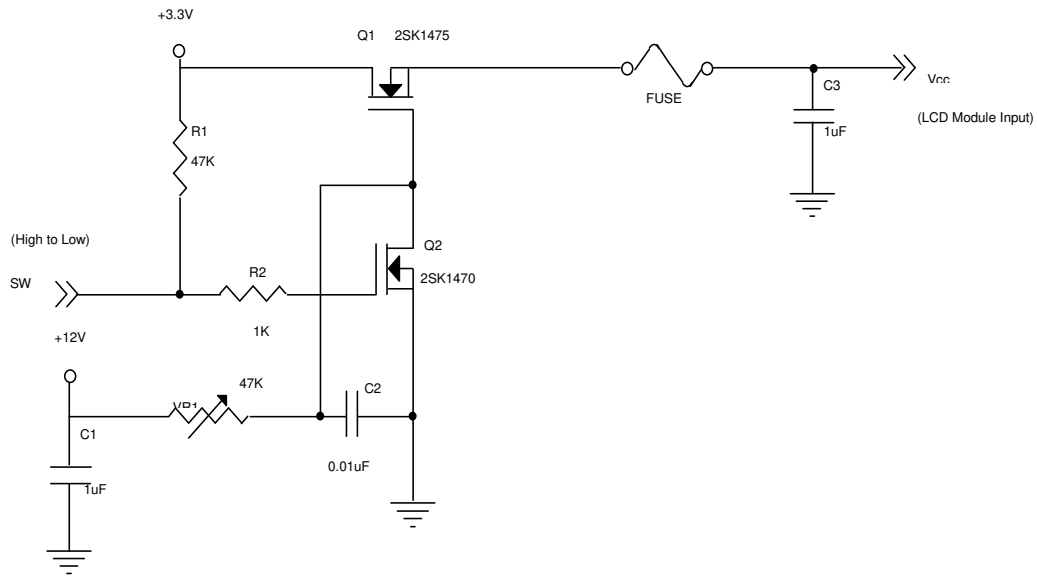 +3.3V
Q1 2SK1475
FUSE
C3
1uF
Vcc
(LCD Module Input)
R1
47K
(High to Low)
SW
R2
1K
Q2
2SK1470
+12V
VR1
47K
C2
0.01uF
C1
1uF